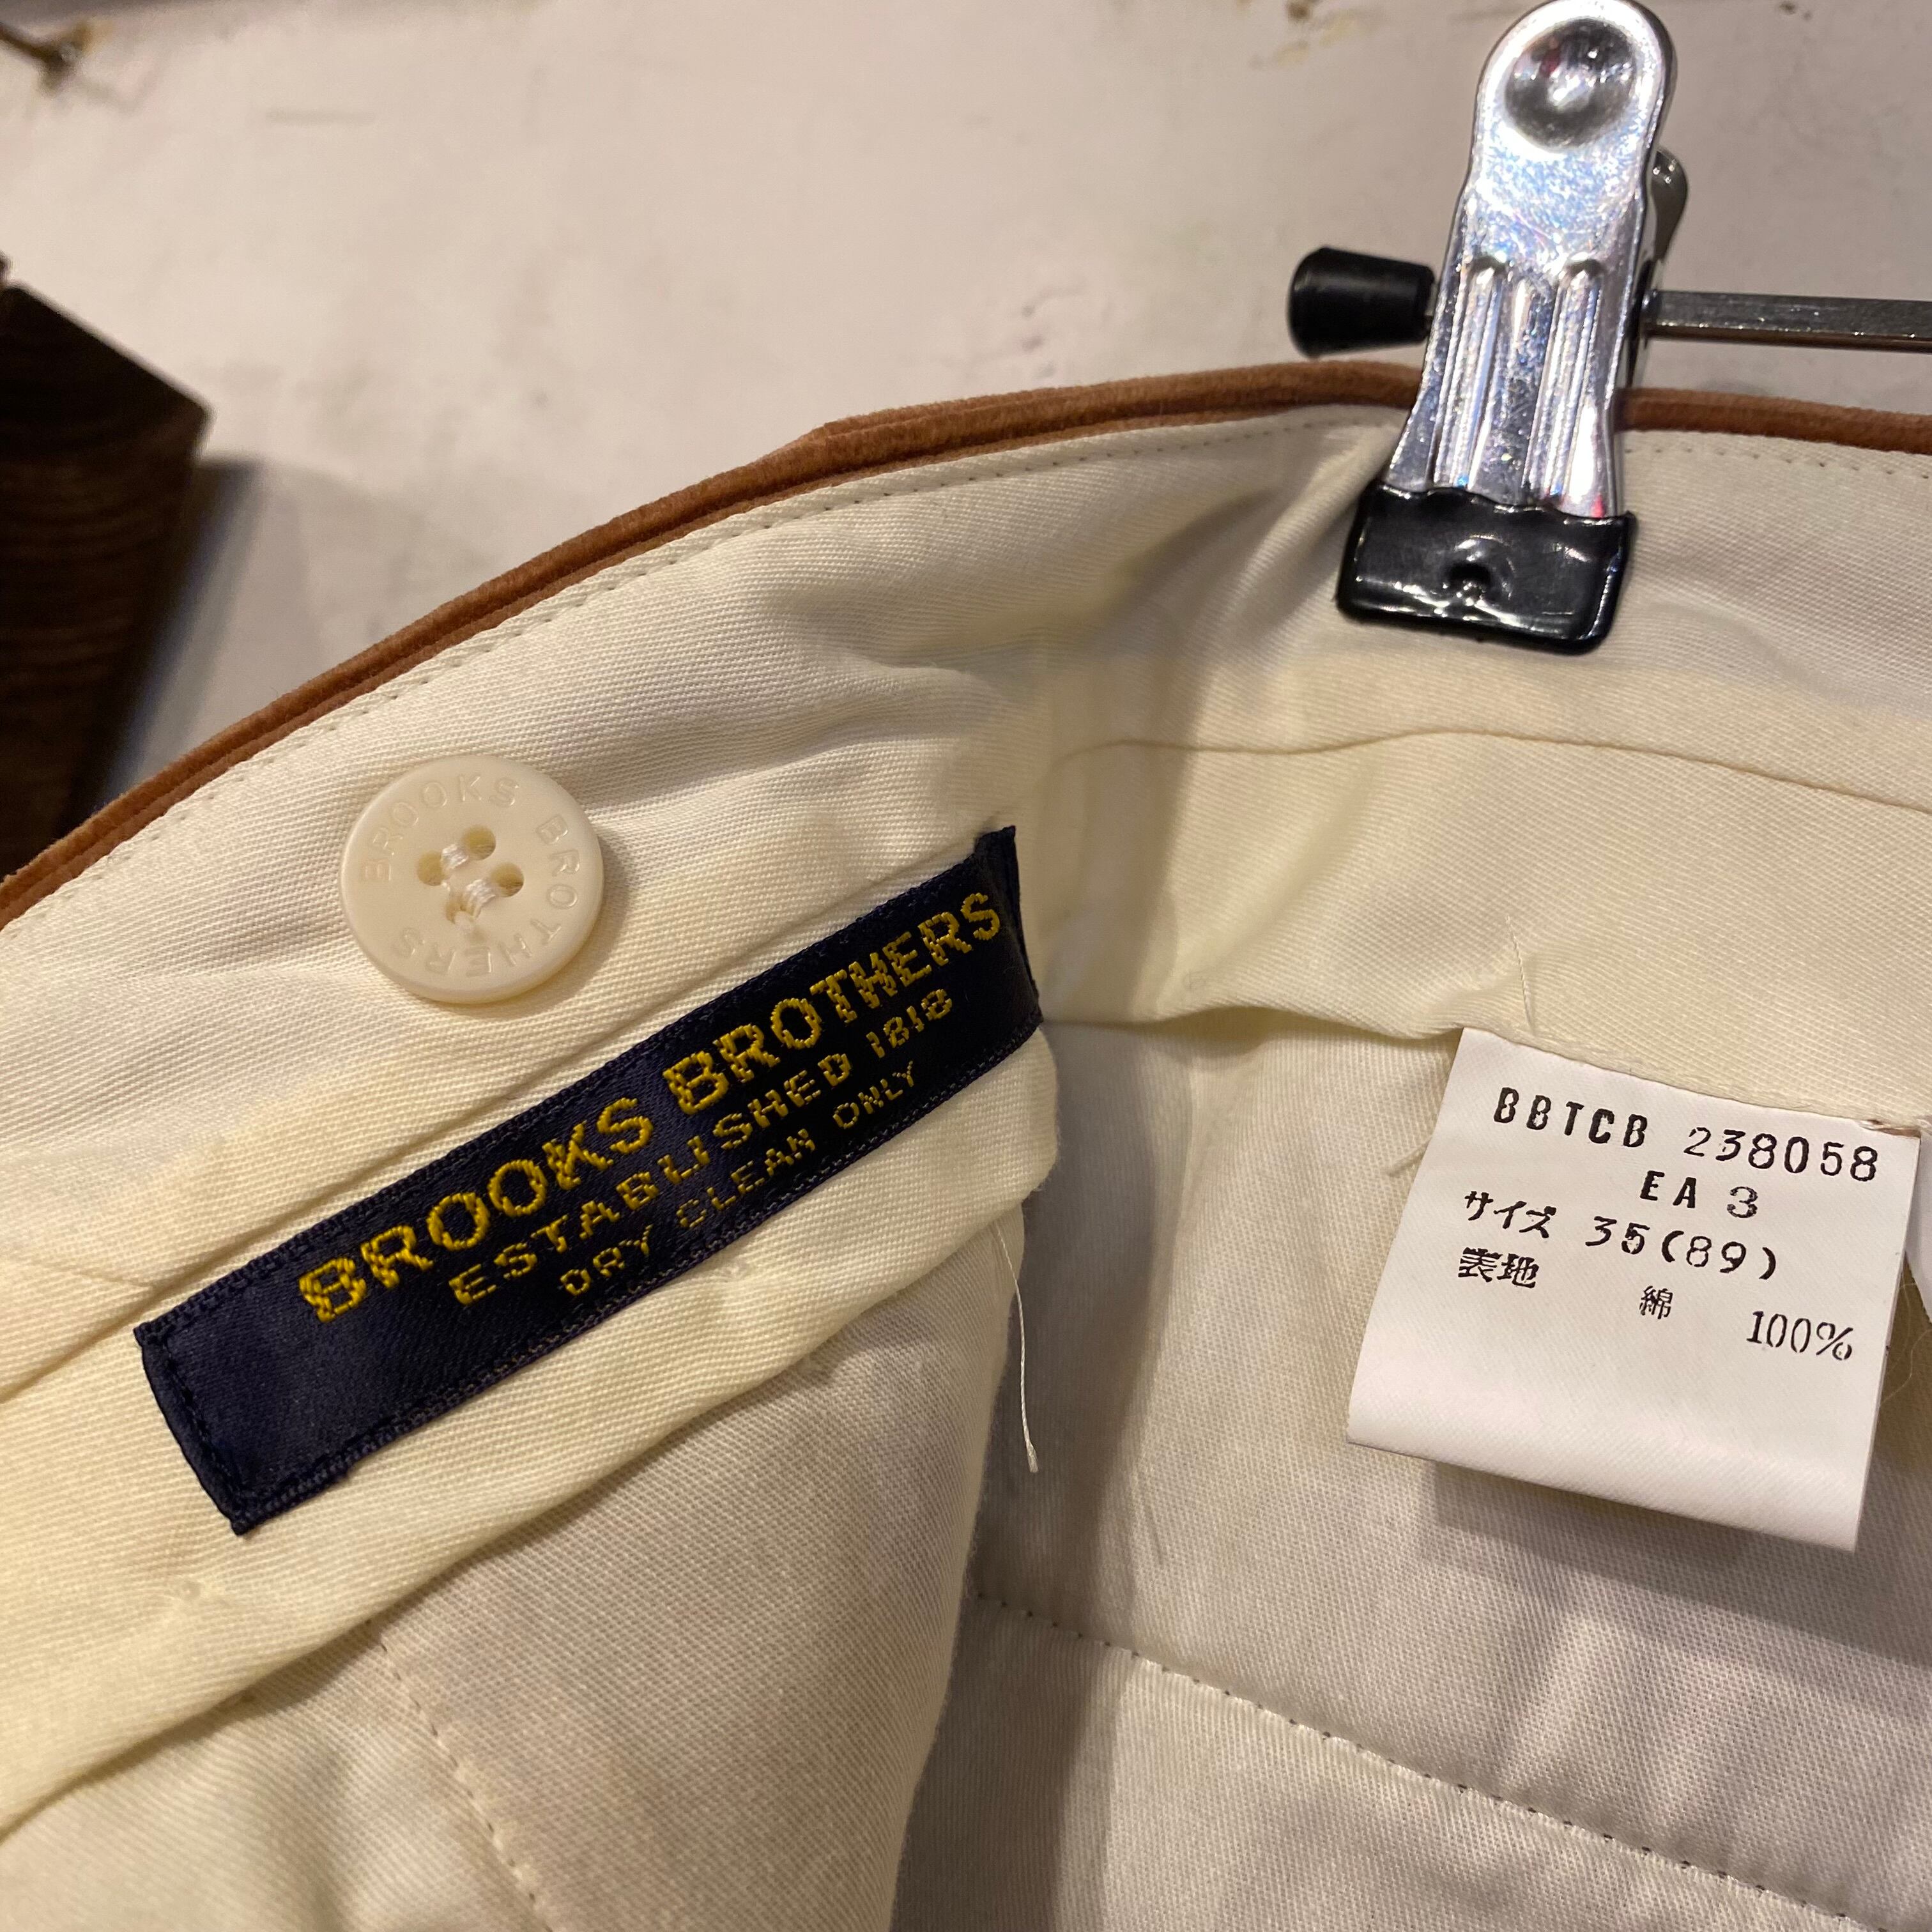 BROOKS BROTHERS
BROOKS BROTHERS
ESTABLISHED 1818
DRY CLEAN ONLY
BBTCB 238058
EA 3
サイズ 35(89)
表地 綿 100%